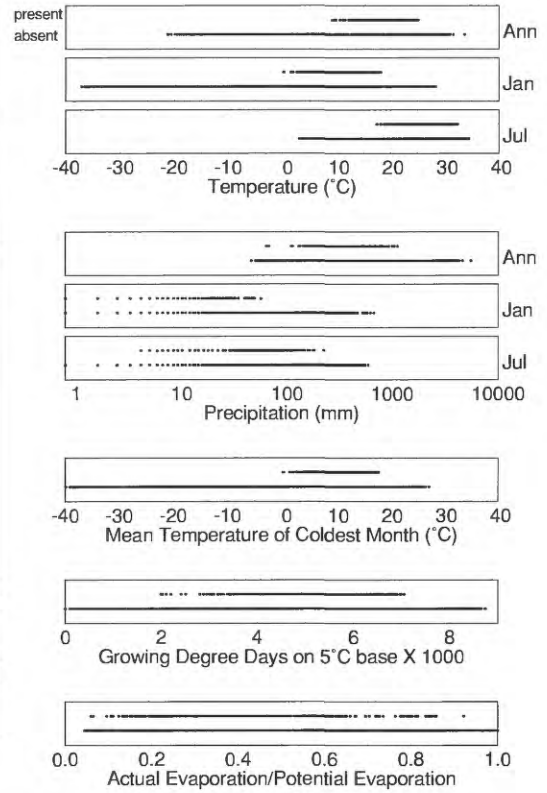 present
absent
Ann
Jan
Jul
-40 -30 -20 -10 0 10 20 30 40
Temperature (°C)
Ann
Jan
Jul
1 10 100 1000 10000
Precipitation (mm)
-40 -30 -20 -10 0 10 20 30 40
Mean Temperature of Coldest Month (°C)
0 2 4 6 8
Growing Degree Days on 5°C base X 1000
0.0 0.2 0.4 0.6 0.8 1.0
Actual Evaporation/Potential Evaporation